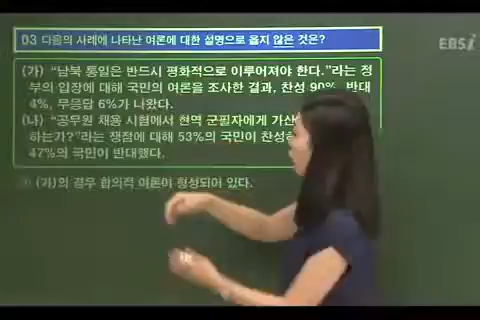 03 다음의 사례에 나타난 여론에 대한 설명으로 옳지 않은 것은?
EBSi
(가) “남북 통일은 반드시 평화적으로 이루어져야 한다.”라는 정
부의 입장에 대해 국민의 여론을 조사한 결과, 찬성 90%, 반대
4%, 무응답 6%가 나왔다.
(나) “공무원 채용 시험에서 현역 군필자에게 가산
하는가?”라는 쟁점에 대해 53%의 국민이 찬성
47%의 국민이 반대했다.
① (가)의 경우 합의적 여론이 형성되어 있다.